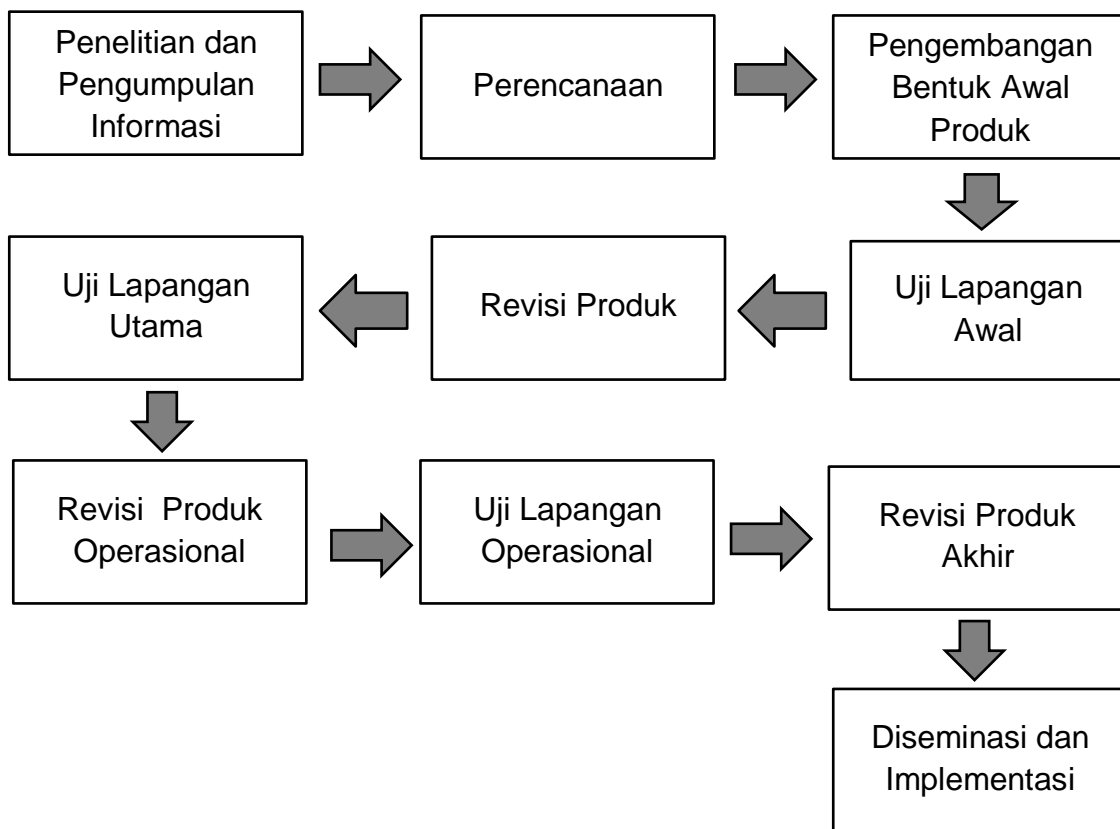 Penelitian dan
Pengumpulan
Informasi
Perencanaan
Pengembangan
Bentuk Awal
Produk
Uji Lapangan
Awal
Revisi Produk
Uji Lapangan
Utama
Revisi  Produk
Operasional
Uji Lapangan
Operasional
Revisi Produk
Akhir
Diseminasi dan
Implementasi